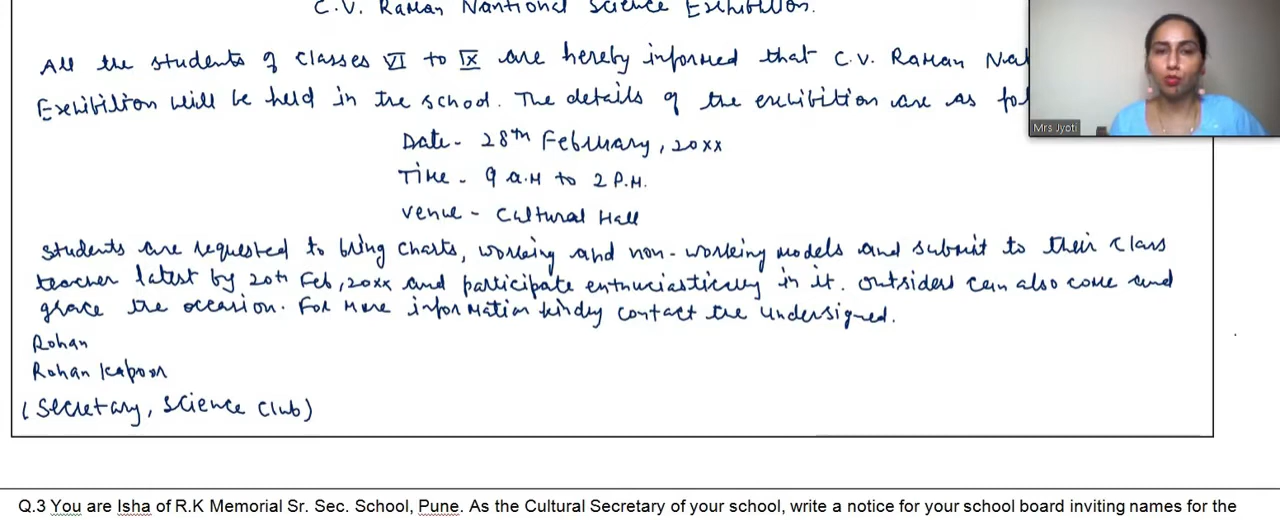 C.V. Raman Nantional Science Exhibition.
All the students of classes VI to IX are hereby informed that C.V. Raman Nat
Exhibition will be held in the school. The details of the exhibition are as fol
Mrs Jyoti
Date - 28th February, 20xx
Time - 9 a.m to 2 P.M.
Venue - Cultural Hall
Students are requested to bring charts, working and non-working models and submit to their class
teacher latest by 20th Feb, 20xx and participate enthuciastically in it. Outsiders can also come and
grace the occasion. For more information kindly contact the undersigned.
Rohan
Rohan Kapoor
(Secretary, Science Club)
Q.3 You are Isha of R.K Memorial Sr. Sec. School, Pune. As the Cultural Secretary of your school, write a notice for your school board inviting names for the